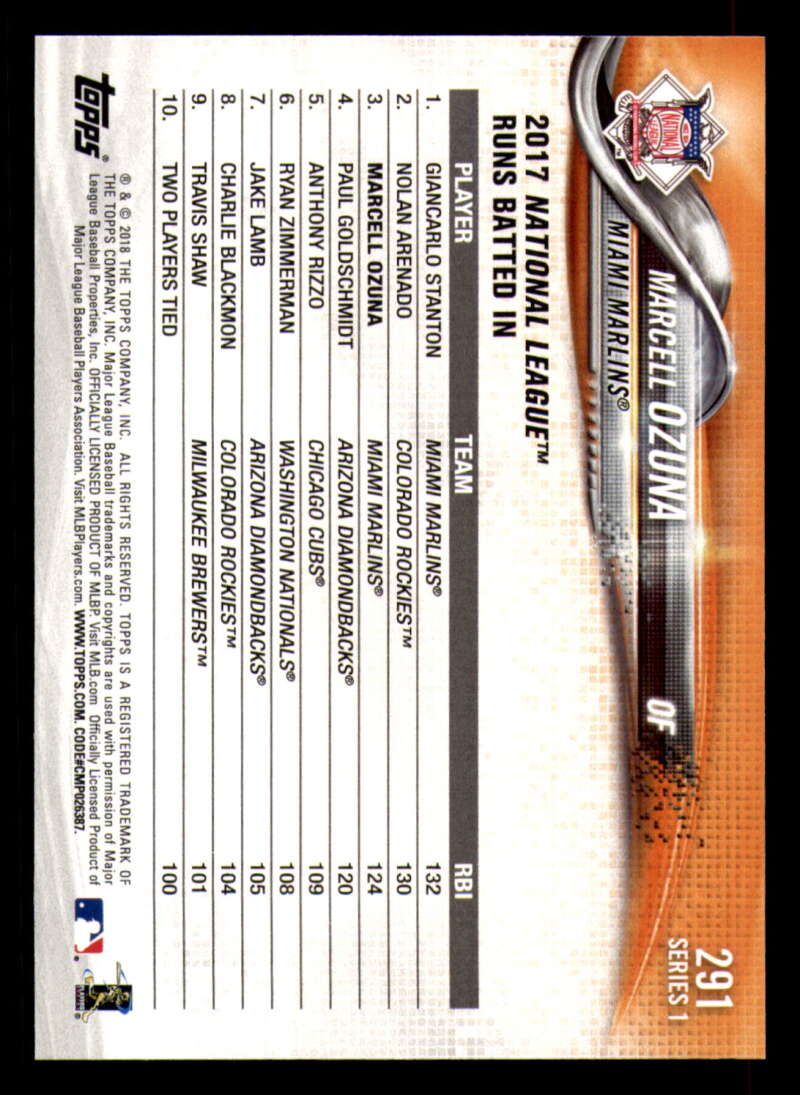 291
SERIES 1
MARCELL OZUNA OF
MIAMI MARLINS®
2017 NATIONAL LEAGUE™
RUNS BATTED IN
PLAYER TEAM RBI
1. GIANCARLO STANTON MIAMI MARLINS® 132
2. NOLAN ARENADO COLORADO ROCKIES™ 130
3. MARCELL OZUNA MIAMI MARLINS® 124
4. PAUL GOLDSCHMIDT ARIZONA DIAMONDBACKS® 120
5. ANTHONY RIZZO CHICAGO CUBS® 109
6. RYAN ZIMMERMAN WASHINGTON NATIONALS® 108
7. JAKE LAMB ARIZONA DIAMONDBACKS® 105
8. CHARLIE BLACKMON COLORADO ROCKIES™ 104
9. TRAVIS SHAW MILWAUKEE BREWERS™ 101
10. TWO PLAYERS TIED 100
topps®
® & © 2018 THE TOPPS COMPANY, INC. ALL RIGHTS RESERVED. TOPPS IS A REGISTERED TRADEMARK OF
THE TOPPS COMPANY, INC. Major League Baseball trademarks and copyrights are used with permission of Major
League Baseball Properties, Inc. OFFICIALLY LICENSED PRODUCT OF MLBP. Visit MLB.com Officially Licensed Product of
Major League Baseball Players Association. Visit MLBPlayers.com. WWW.TOPPS.COM. CODE#CMP026387.